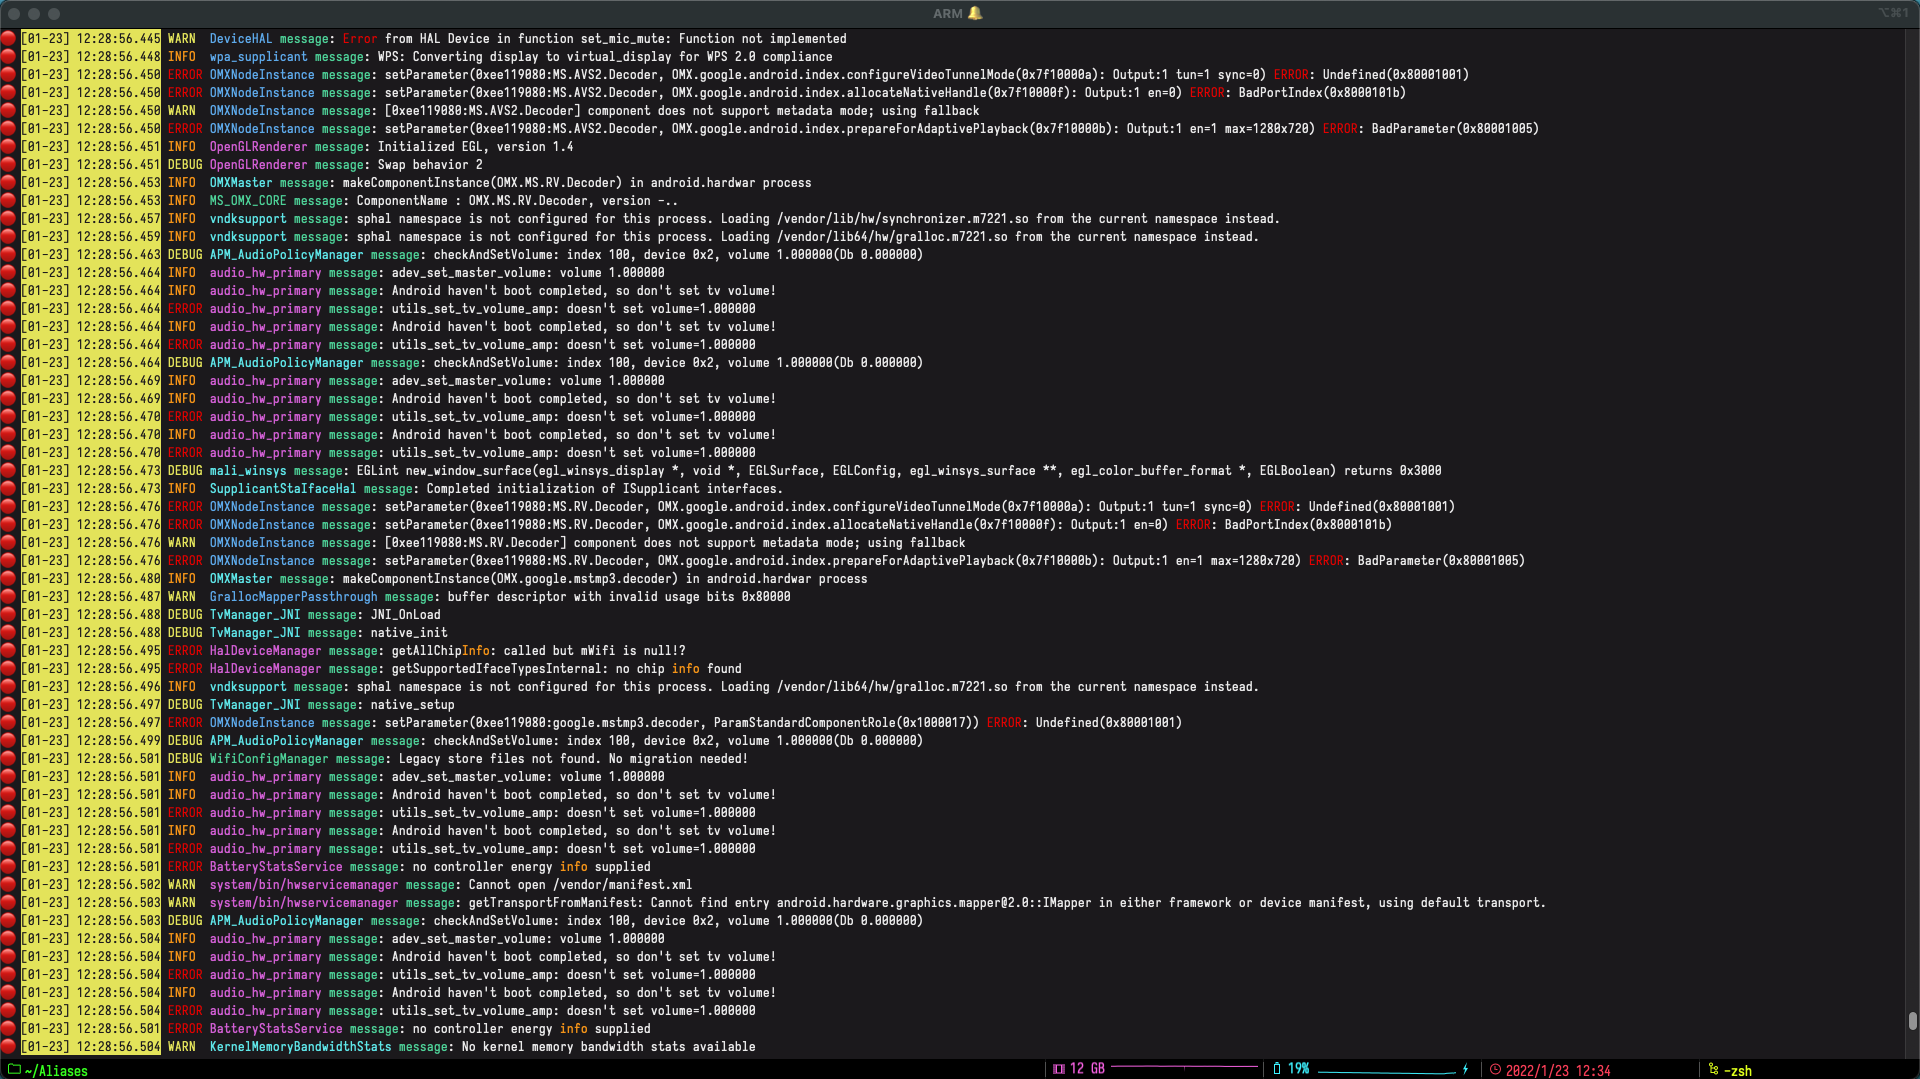 ARM 🔔
⌥⌘1
[01-23] 12:28:56.445 WARN DeviceHAL message: Error from HAL Device in function set_mic_mute: Function not implemented
[01-23] 12:28:56.448 INFO wpa_supplicant message: WPS: Converting display to virtual_display for WPS 2.0 compliance
[01-23] 12:28:56.450 ERROR OMXNodeInstance message: setParameter(0xee119080:MS.AVS2.Decoder, OMX.google.android.index.configureVideoTunnelMode(0x7f10000a): Output:1 tun=1 sync=0) ERROR: Undefined(0x80001001)
[01-23] 12:28:56.450 ERROR OMXNodeInstance message: setParameter(0xee119080:MS.AVS2.Decoder, OMX.google.android.index.allocateNativeHandle(0x7f10000f): Output:1 en=0) ERROR: BadPortIndex(0x8000101b)
[01-23] 12:28:56.450 WARN OMXNodeInstance message: [0xee119080:MS.AVS2.Decoder] component does not support metadata mode; using fallback
[01-23] 12:28:56.450 ERROR OMXNodeInstance message: setParameter(0xee119080:MS.AVS2.Decoder, OMX.google.android.index.prepareForAdaptivePlayback(0x7f10000b): Output:1 en=1 max=1280x720) ERROR: BadParameter(0x80001005)
[01-23] 12:28:56.451 INFO OpenGLRenderer message: Initialized EGL, version 1.4
[01-23] 12:28:56.451 DEBUG OpenGLRenderer message: Swap behavior 2
[01-23] 12:28:56.453 INFO OMXMaster message: makeComponentInstance(OMX.MS.RV.Decoder) in android.hardwar process
[01-23] 12:28:56.453 INFO MS_OMX_CORE message: ComponentName : OMX.MS.RV.Decoder, version -..
[01-23] 12:28:56.457 INFO vndksupport message: sphal namespace is not configured for this process. Loading /vendor/lib/hw/synchronizer.m7221.so from the current namespace instead.
[01-23] 12:28:56.459 INFO vndksupport message: sphal namespace is not configured for this process. Loading /vendor/lib64/hw/gralloc.m7221.so from the current namespace instead.
[01-23] 12:28:56.463 DEBUG APM_AudioPolicyManager message: checkAndSetVolume: index 100, device 0x2, volume 1.000000(Db 0.000000)
[01-23] 12:28:56.464 INFO audio_hw_primary message: adev_set_master_volume: volume 1.000000
[01-23] 12:28:56.464 INFO audio_hw_primary message: Android haven't boot completed, so don't set tv volume!
[01-23] 12:28:56.464 ERROR audio_hw_primary message: utils_set_tv_volume_amp: doesn't set volume=1.000000
[01-23] 12:28:56.464 INFO audio_hw_primary message: Android haven't boot completed, so don't set tv volume!
[01-23] 12:28:56.464 ERROR audio_hw_primary message: utils_set_tv_volume_amp: doesn't set volume=1.000000
[01-23] 12:28:56.464 DEBUG APM_AudioPolicyManager message: checkAndSetVolume: index 100, device 0x2, volume 1.000000(Db 0.000000)
[01-23] 12:28:56.469 INFO audio_hw_primary message: adev_set_master_volume: volume 1.000000
[01-23] 12:28:56.469 INFO audio_hw_primary message: Android haven't boot completed, so don't set tv volume!
[01-23] 12:28:56.470 ERROR audio_hw_primary message: utils_set_tv_volume_amp: doesn't set volume=1.000000
[01-23] 12:28:56.470 INFO audio_hw_primary message: Android haven't boot completed, so don't set tv volume!
[01-23] 12:28:56.470 ERROR audio_hw_primary message: utils_set_tv_volume_amp: doesn't set volume=1.000000
[01-23] 12:28:56.473 DEBUG mali_winsys message: EGLint new_window_surface(egl_winsys_display *, void *, EGLSurface, EGLConfig, egl_winsys_surface **, egl_color_buffer_format *, EGLBoolean) returns 0x3000
[01-23] 12:28:56.473 INFO SupplicantStaIfaceHal message: Completed initialization of ISupplicant interfaces.
[01-23] 12:28:56.476 ERROR OMXNodeInstance message: setParameter(0xee119080:MS.RV.Decoder, OMX.google.android.index.configureVideoTunnelMode(0x7f10000a): Output:1 tun=1 sync=0) ERROR: Undefined(0x80001001)
[01-23] 12:28:56.476 ERROR OMXNodeInstance message: setParameter(0xee119080:MS.RV.Decoder, OMX.google.android.index.allocateNativeHandle(0x7f10000f): Output:1 en=0) ERROR: BadPortIndex(0x8000101b)
[01-23] 12:28:56.476 WARN OMXNodeInstance message: [0xee119080:MS.RV.Decoder] component does not support metadata mode; using fallback
[01-23] 12:28:56.476 ERROR OMXNodeInstance message: setParameter(0xee119080:MS.RV.Decoder, OMX.google.android.index.prepareForAdaptivePlayback(0x7f10000b): Output:1 en=1 max=1280x720) ERROR: BadParameter(0x80001005)
[01-23] 12:28:56.480 INFO OMXMaster message: makeComponentInstance(OMX.google.mstmp3.decoder) in android.hardwar process
[01-23] 12:28:56.487 WARN GrallocMapperPassthrough message: buffer descriptor with invalid usage bits 0x80000
[01-23] 12:28:56.488 DEBUG TvManager_JNI message: JNI_OnLoad
[01-23] 12:28:56.488 DEBUG TvManager_JNI message: native_init
[01-23] 12:28:56.495 ERROR HalDeviceManager message: getAllChipInfo: called but mWifi is null!?
[01-23] 12:28:56.495 ERROR HalDeviceManager message: getSupportedIfaceTypesInternal: no chip info found
[01-23] 12:28:56.496 INFO vndksupport message: sphal namespace is not configured for this process. Loading /vendor/lib64/hw/gralloc.m7221.so from the current namespace instead.
[01-23] 12:28:56.497 DEBUG TvManager_JNI message: native_setup
[01-23] 12:28:56.497 ERROR OMXNodeInstance message: setParameter(0xee119080:google.mstmp3.decoder, ParamStandardComponentRole(0x1000017)) ERROR: Undefined(0x80001001)
[01-23] 12:28:56.499 DEBUG APM_AudioPolicyManager message: checkAndSetVolume: index 100, device 0x2, volume 1.000000(Db 0.000000)
[01-23] 12:28:56.501 DEBUG WifiConfigManager message: Legacy store files not found. No migration needed!
[01-23] 12:28:56.501 INFO audio_hw_primary message: adev_set_master_volume: volume 1.000000
[01-23] 12:28:56.501 INFO audio_hw_primary message: Android haven't boot completed, so don't set tv volume!
[01-23] 12:28:56.501 ERROR audio_hw_primary message: utils_set_tv_volume_amp: doesn't set volume=1.000000
[01-23] 12:28:56.501 INFO audio_hw_primary message: Android haven't boot completed, so don't set tv volume!
[01-23] 12:28:56.501 ERROR audio_hw_primary message: utils_set_tv_volume_amp: doesn't set volume=1.000000
[01-23] 12:28:56.501 ERROR BatteryStatsService message: no controller energy info supplied
[01-23] 12:28:56.502 WARN system/bin/hwservicemanager message: Cannot open /vendor/manifest.xml
[01-23] 12:28:56.503 WARN system/bin/hwservicemanager message: getTransportFromManifest: Cannot find entry android.hardware.graphics.mapper@2.0::IMapper in either framework or device manifest, using default transport.
[01-23] 12:28:56.503 DEBUG APM_AudioPolicyManager message: checkAndSetVolume: index 100, device 0x2, volume 1.000000(Db 0.000000)
[01-23] 12:28:56.504 INFO audio_hw_primary message: adev_set_master_volume: volume 1.000000
[01-23] 12:28:56.504 INFO audio_hw_primary message: Android haven't boot completed, so don't set tv volume!
[01-23] 12:28:56.504 ERROR audio_hw_primary message: utils_set_tv_volume_amp: doesn't set volume=1.000000
[01-23] 12:28:56.504 INFO audio_hw_primary message: Android haven't boot completed, so don't set tv volume!
[01-23] 12:28:56.504 ERROR audio_hw_primary message: utils_set_tv_volume_amp: doesn't set volume=1.000000
[01-23] 12:28:56.501 ERROR BatteryStatsService message: no controller energy info supplied
[01-23] 12:28:56.504 WARN KernelMemoryBandwidthStats message: No kernel memory bandwidth stats available
~/Aliases 12 GB 19% 2022/1/23 12:34 -zsh